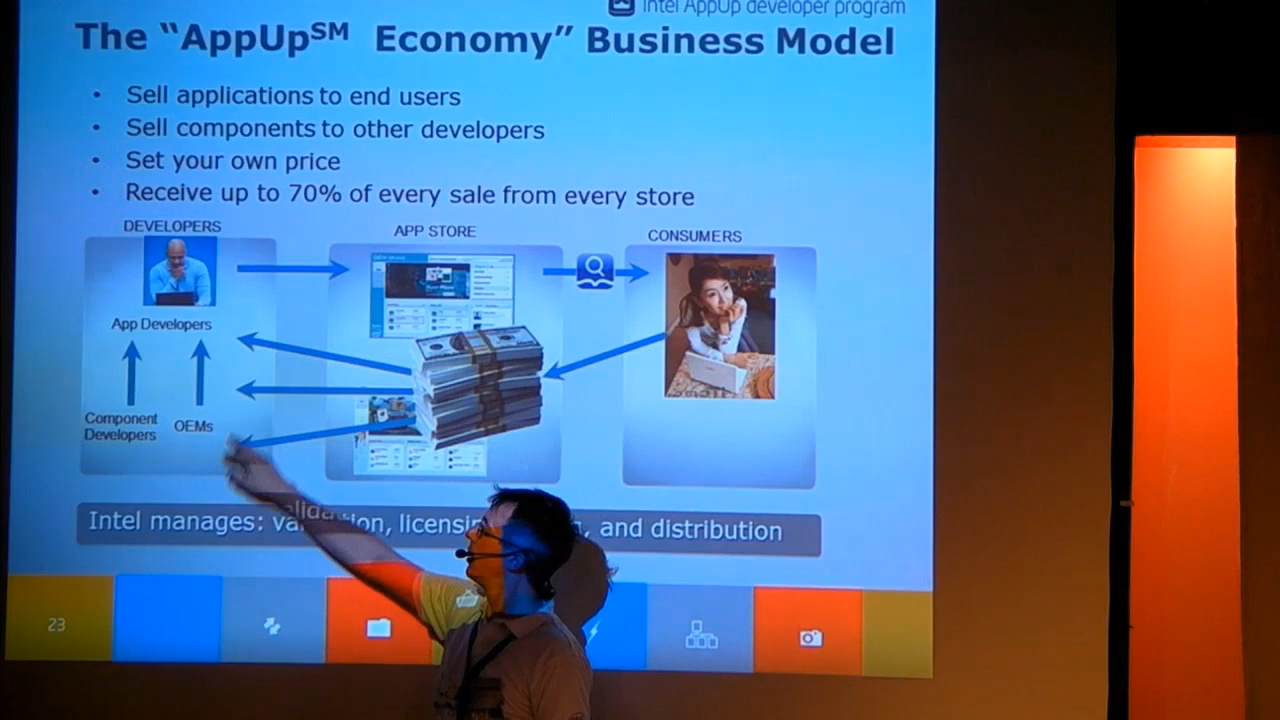 Intel AppUp developer program
The “AppUp℠ Economy” Business Model
• Sell applications to end users
• Sell components to other developers
• Set your own price
• Receive up to 70% of every sale from every store
DEVELOPERS
APP STORE
CONSUMERS
App Developers
Component
Developers
OEMs
Intel manages: and distribution
23